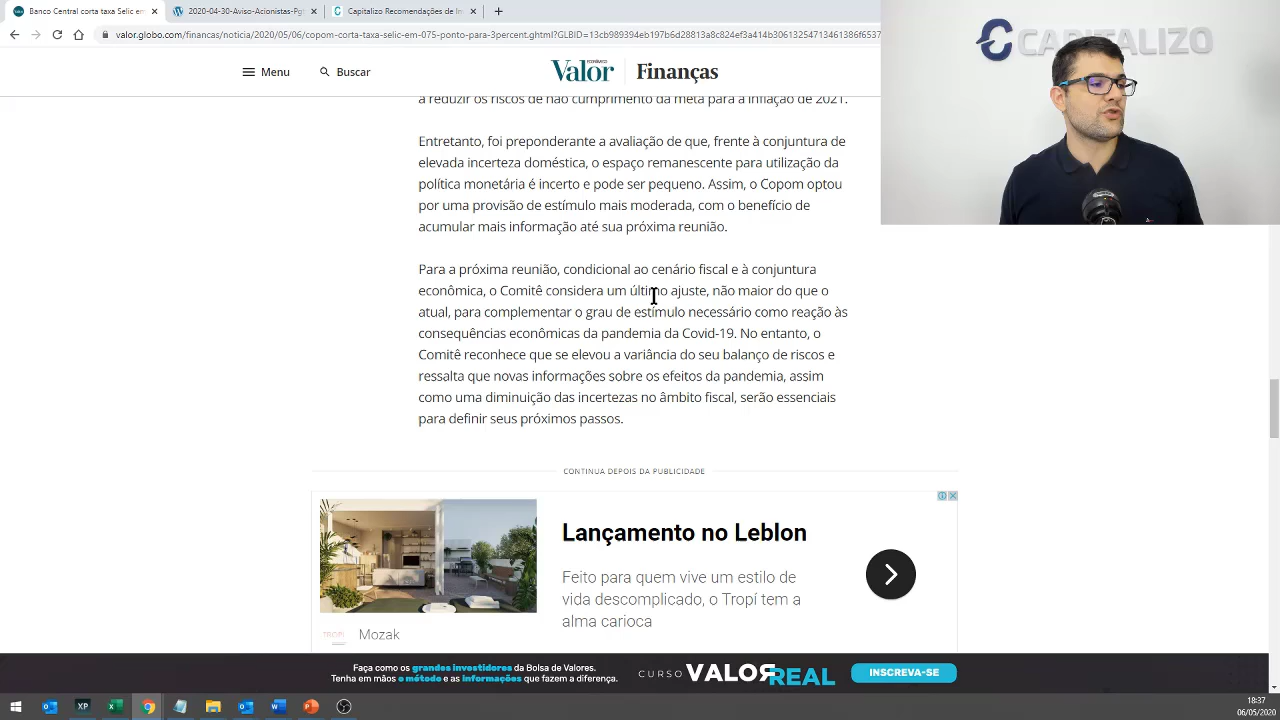 Banco Central corta taxa Selic em
2020-04-30-Aviso-Acionistas-Pg
Capitalizo Recomendações de In
valor.globo.com/financas/noticia/2020/05/06/copom-corta-taxa-selic-em-075-ponto-para-3percent.ghtml?GLBID=
Menu
Buscar
Valor ECONÔMICO
Finanças
CAPITALIZO
a reduzir os riscos de não cumprimento da meta para a inflação de 2021.
Entretanto, foi preponderante a avaliação de que, frente à conjuntura de
elevada incerteza doméstica, o espaço remanescente para utilização da
política monetária é incerto e pode ser pequeno. Assim, o Copom optou
por uma provisão de estímulo mais moderada, com o benefício de
acumular mais informação até sua próxima reunião.
Para a próxima reunião, condicional ao cenário fiscal e à conjuntura
econômica, o Comitê considera um último ajuste, não maior do que o
atual, para complementar o grau de estímulo necessário como reação às
consequências econômicas da pandemia da Covid-19. No entanto, o
Comitê reconhece que se elevou a variância do seu balanço de riscos e
ressalta que novas informações sobre os efeitos da pandemia, assim
como uma diminuição das incertezas no âmbito fiscal, serão essenciais
para definir seus próximos passos.
CONTINUA DEPOIS DA PUBLICIDADE
Lançamento no Leblon
Feito para quem vive um estilo de
vida descomplicado, o Tropí tem a
alma carioca
TROPÍ
Mozak
Faça como os grandes investidores da Bolsa de Valores.
Tenha em mãos o método e as informações que fazem a diferença.
CURSO VALOR REAL
INSCREVA-SE
18:37
06/05/2020